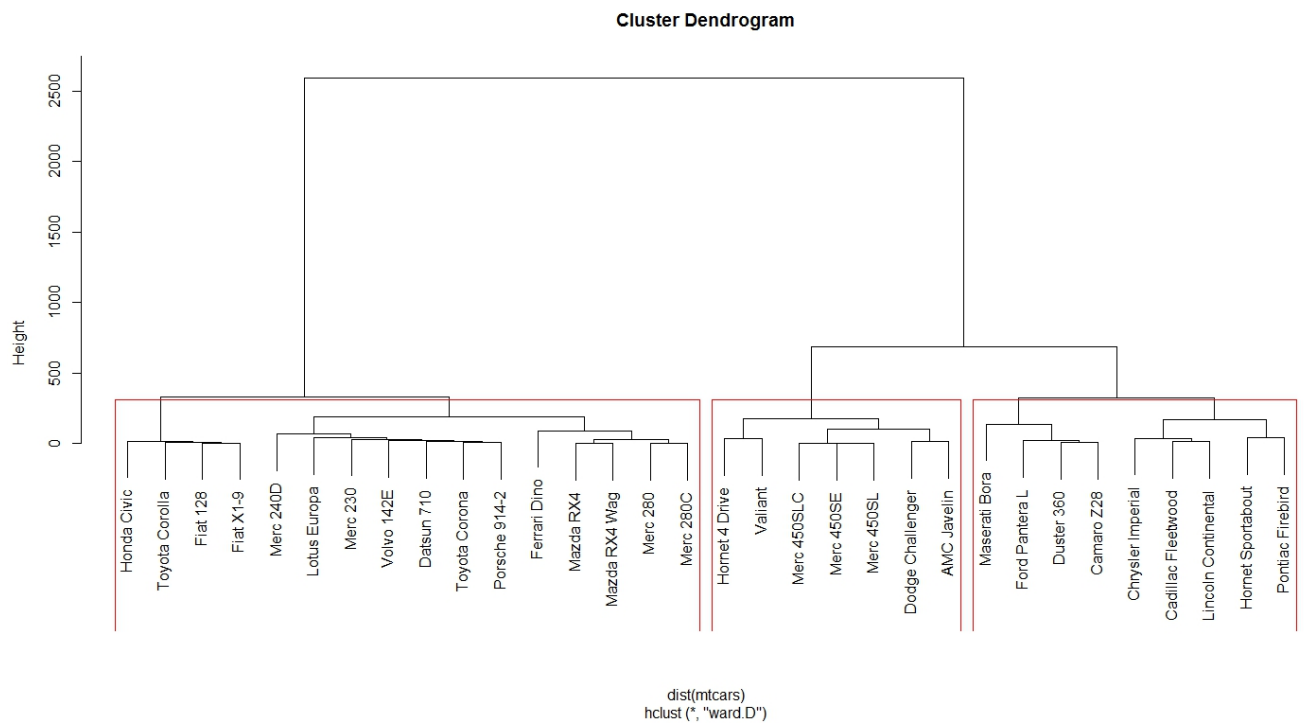 Cluster Dendrogram
Height
2500
2000
1500
1000
500
0
Honda Civic
Toyota Corolla
Fiat 128
Fiat X1-9
Merc 240D
Lotus Europa
Merc 230
Volvo 142E
Datsun 710
Toyota Corona
Porsche 914-2
Ferrari Dino
Mazda RX4
Mazda RX4 Wag
Merc 280
Merc 280C
Hornet 4 Drive
Valiant
Merc 450SLC
Merc 450SE
Merc 450SL
Dodge Challenger
AMC Javelin
Maserati Bora
Ford Pantera L
Duster 360
Camaro Z28
Chrysler Imperial
Cadillac Fleetwood
Lincoln Continental
Hornet Sportabout
Pontiac Firebird
dist(mtcars)
hclust (*, "ward.D")